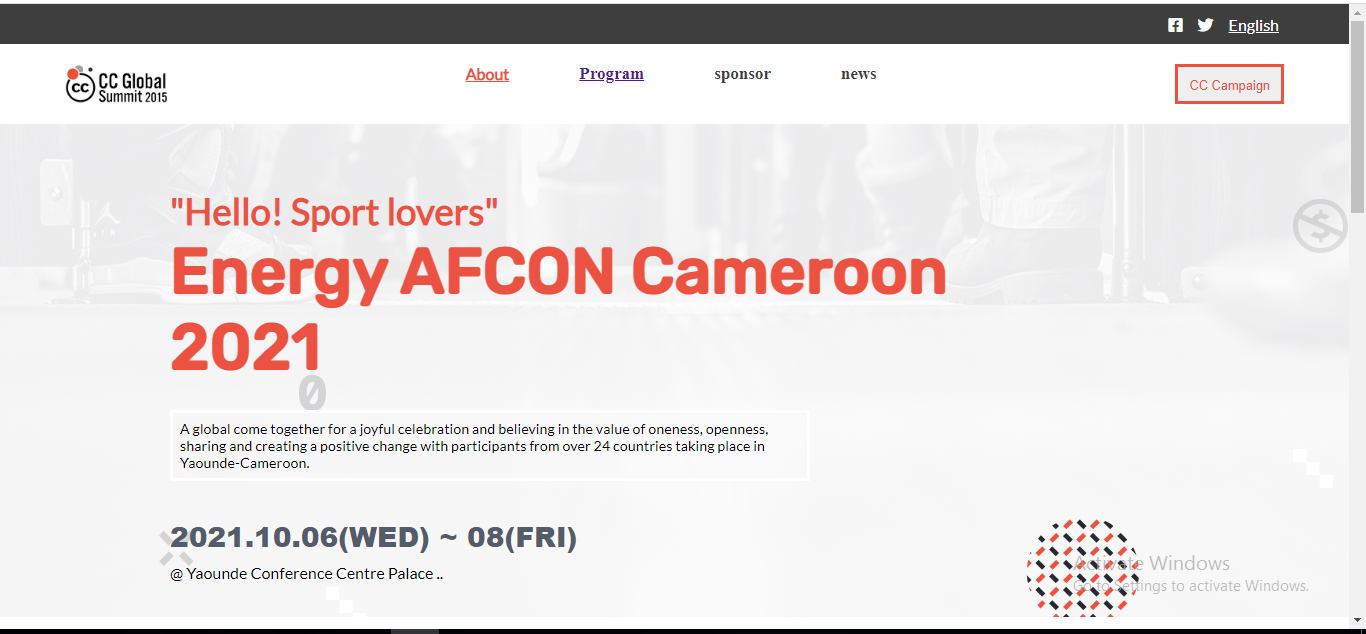 English
CC Global
Summit 2015
About Program sponsor news
CC Campaign
"Hello! Sport lovers"
Energy AFCON Cameroon
2021
A global come together for a joyful celebration and believing in the value of oneness, openness,
sharing and creating a positive change with participants from over 24 countries taking place in
Yaounde-Cameroon.
2021.10.06(WED) ~ 08(FRI)
@ Yaounde Conference Centre Palace ..
Activate Windows
Go to Settings to activate Windows.